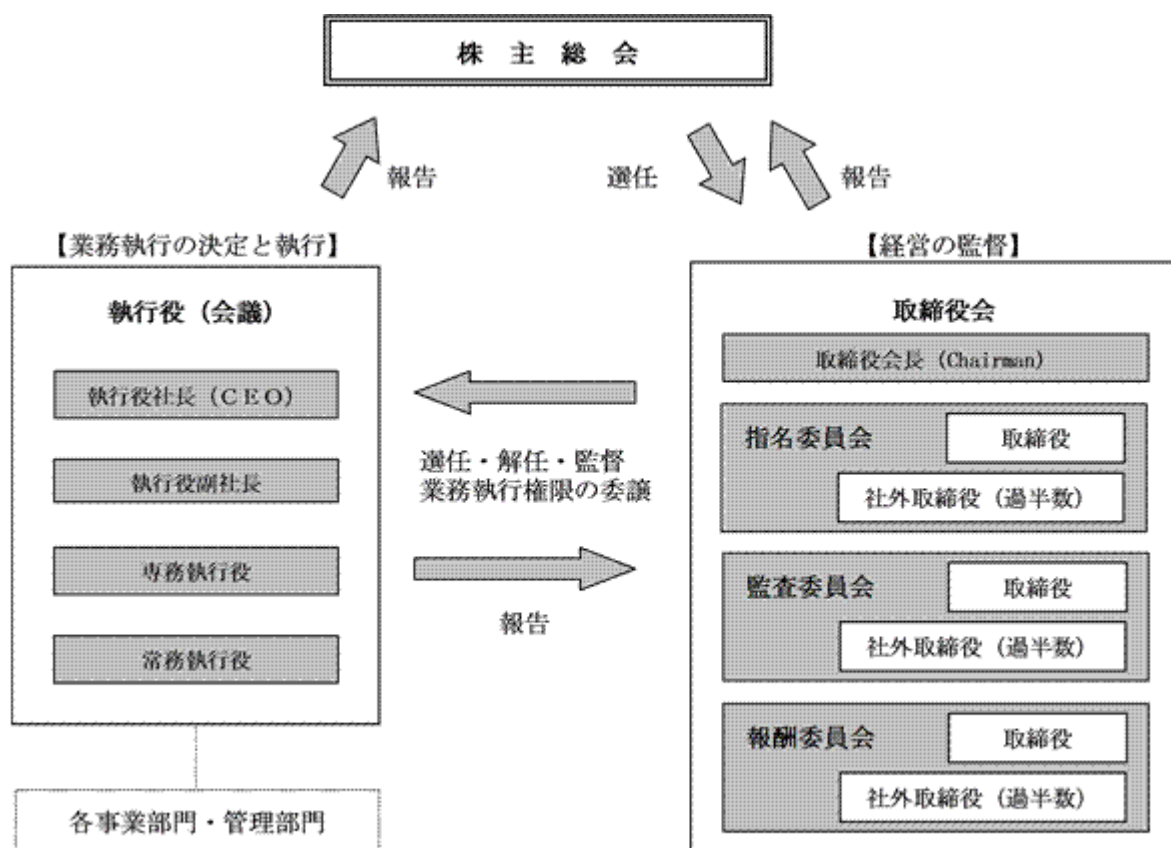 株主総会
報告
選任
報告
【業務執行の決定と執行】
執行役（会議）
執行役社長（ＣＥＯ）
執行役副社長
専務執行役
常務執行役
各事業部門・管理部門
選任・解任・監督
業務執行権限の委譲
報告
【経営の監督】
取締役会
取締役会長（Chairman）
指名委員会
取締役
社外取締役（過半数）
監査委員会
取締役
社外取締役（過半数）
報酬委員会
取締役
社外取締役（過半数）